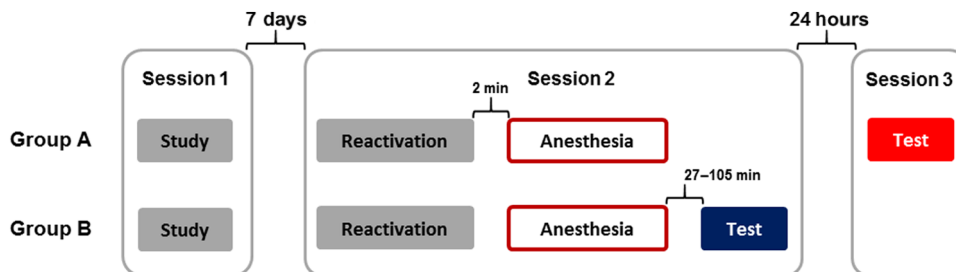 7 days
24 hours
Session 1
Session 2
Session 3
2 min
Group A
Study
Reactivation
Anesthesia
Test
27–105 min
Group B
Study
Reactivation
Anesthesia
Test